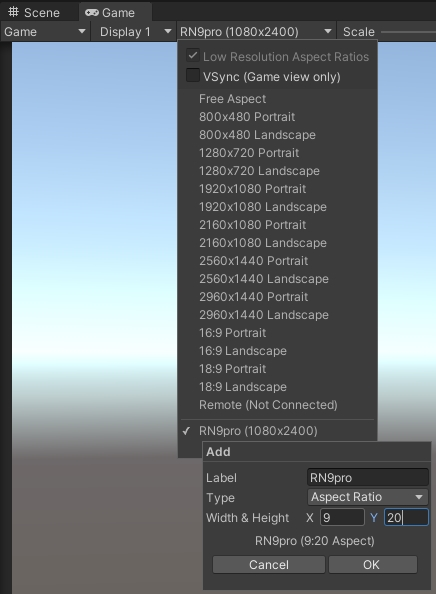 Scene Game
Game Display 1 RN9pro (1080x2400) Scale
Low Resolution Aspect Ratios
VSync (Game view only)
Free Aspect
800x480 Portrait
800x480 Landscape
1280x720 Portrait
1280x720 Landscape
1920x1080 Portrait
1920x1080 Landscape
2160x1080 Portrait
2160x1080 Landscape
2560x1440 Portrait
2560x1440 Landscape
2960x1440 Portrait
2960x1440 Landscape
16:9 Portrait
16:9 Landscape
18:9 Portrait
18:9 Landscape
Remote (Not Connected)
RN9pro (1080x2400)
Add
Label RN9pro
Type Aspect Ratio
Width & Height X 9 Y 20
RN9pro (9:20 Aspect)
Cancel OK